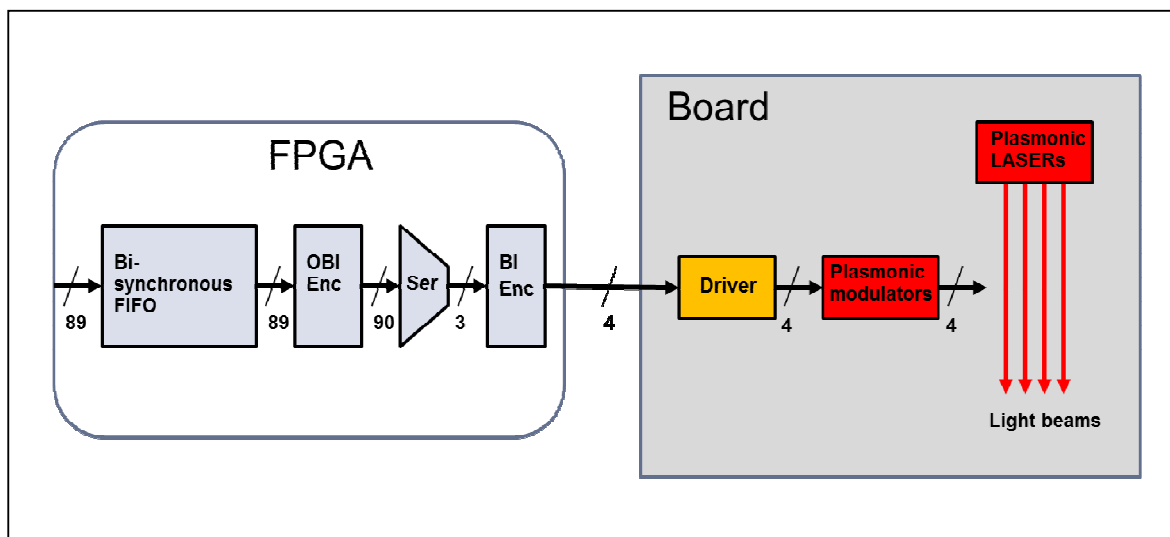 FPGA
Board
Bi-
synchronous
FIFO
OBI
Enc
Ser
BI
Enc
89
89
90
3
4
Driver
4
Plasmonic
modulators
4
Plasmonic
LASERs
Light beams